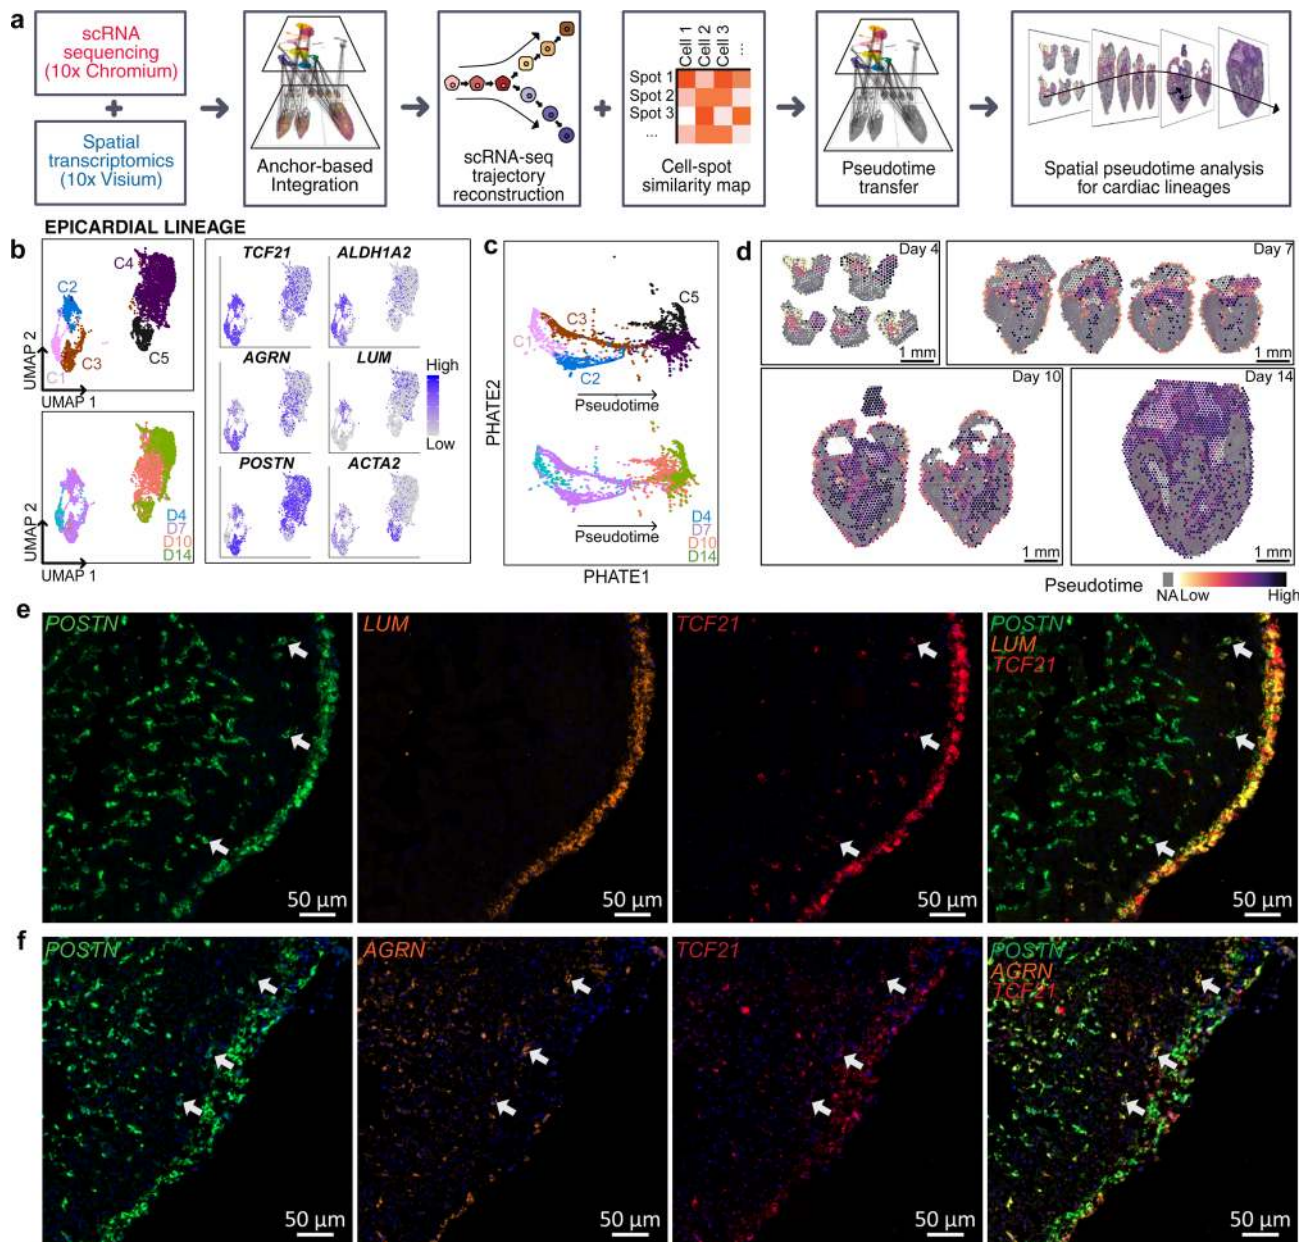 a
scRNA
sequencing
(10x Chromium)
+
Spatial
transcriptomics
(10x Visium)
Anchor-based
Integration
scRNA-seq
trajectory
reconstruction
+
Cell 1
Cell 2
Cell 3
...
Spot 1
Spot 2
Spot 3
...
Cell-spot
similarity map
Pseudotime
transfer
Spatial pseudotime analysis
for cardiac lineages
EPICARDIAL LINEAGE
b
C4
C2
C3
C5
C1
UMAP 2
UMAP 1
D4
D7
D10
D14
UMAP 2
UMAP 1
TCF21
ALDH1A2
AGRN
LUM
High
Low
POSTN
ACTA2
c
C5
C3
C1
C2
Pseudotime
PHATE2
D4
D7
D10
D14
Pseudotime
PHATE1
d
Day 4
1 mm
Day 7
1 mm
Day 10
1 mm
Day 14
1 mm
Pseudotime
NA Low
High
e
POSTN
50 μm
LUM
50 μm
TCF21
50 μm
POSTN
LUM
TCF21
50 μm
f
POSTN
50 μm
AGRN
50 μm
TCF21
50 μm
POSTN
AGRN
TCF21
50 μm